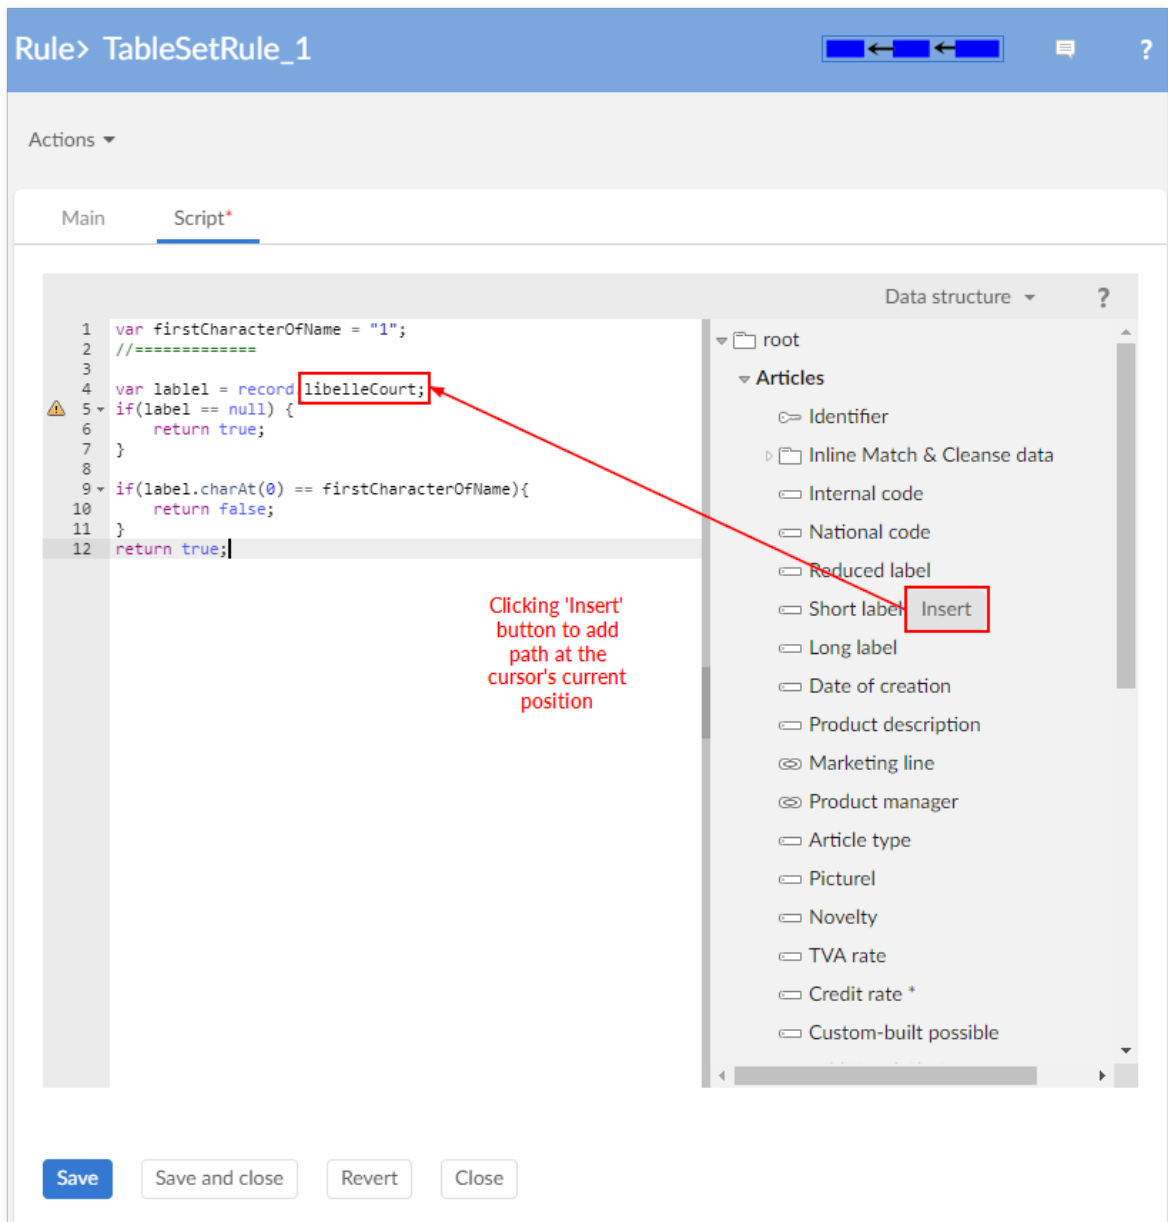 Rule> TableSetRule_1
?
Actions
Main
Script*
Data structure
?
1 var firstCharacterOfName = "1";
2 //=============
3
4 var lablel = record.libelleCourt;
5 if(label == null) {
6 return true;
7 }
8
9 if(label.charAt(0) == firstCharacterOfName){
10 return false;
11 }
12 return true;
Clicking 'Insert'
button to add
path at the
cursor's current
position
root
Articles
Identifier
Inline Match & Cleanse data
Internal code
National code
Reduced label
Short label Insert
Long label
Date of creation
Product description
Marketing line
Product manager
Article type
Picturel
Novelty
TVA rate
Credit rate *
Custom-built possible
Save
Save and close
Revert
Close